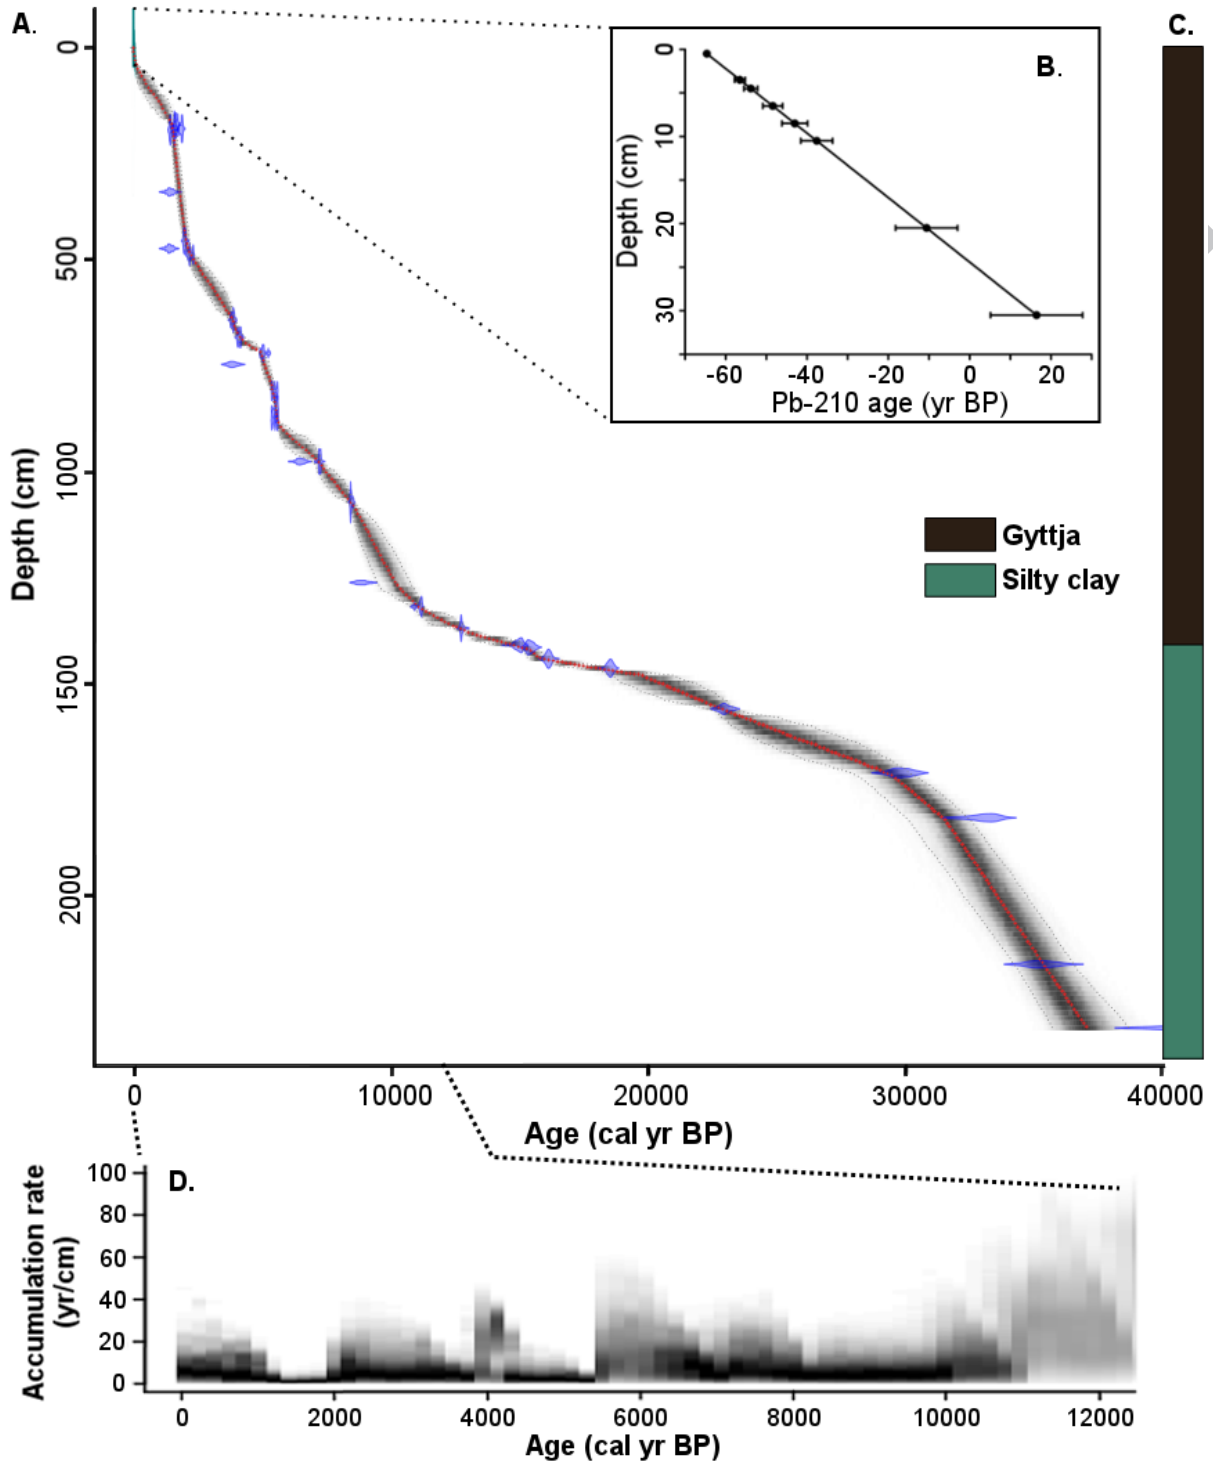 A.
C.
B.
0
10
20
30
Depth (cm)
-60 -40 -20 0 20
Pb-210 age (yr BP)
0
500
1000
1500
2000
Depth (cm)
Gyttja
Silty clay
0 10000 20000 30000 40000
Age (cal yr BP)
D.
100
80
60
40
20
0
Accumulation rate
(yr/cm)
0 2000 4000 6000 8000 10000 12000
Age (cal yr BP)